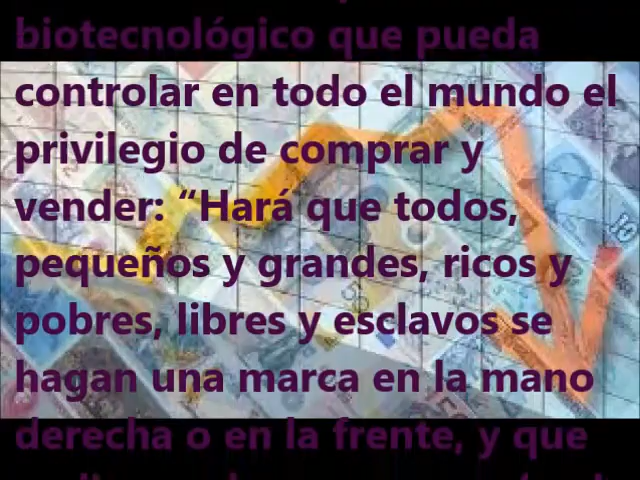 biotecnológico que pueda
controlar en todo el mundo el
privilegio de comprar y
vender: “Hará que todos,
pequeños y grandes, ricos y
pobres, libres y esclavos se
hagan una marca en la mano
derecha o en la frente, y que